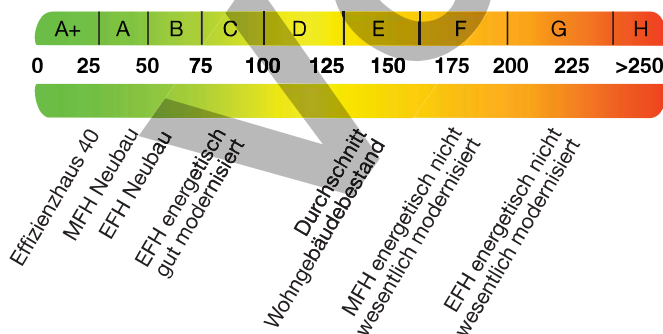 A+ A B C D E F G H
0 25 50 75 100 125 150 175 200 225 >250
Effizienzhaus 40
MFH Neubau
EFH Neubau
EFH energetisch
gut modernisiert
Durchschnitt
Wohngebäudebestand
MFH energetisch nicht
wesentlich modernisiert
EFH energetisch nicht
wesentlich modernisiert